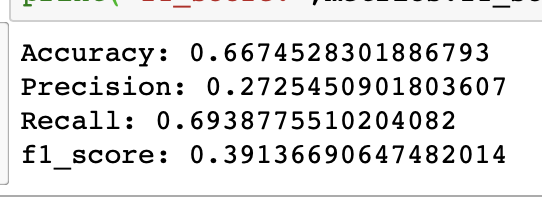 Accuracy: 0.6674528301886793
Precision: 0.2725450901803607
Recall: 0.6938775510204082
f1_score: 0.39136690647482014